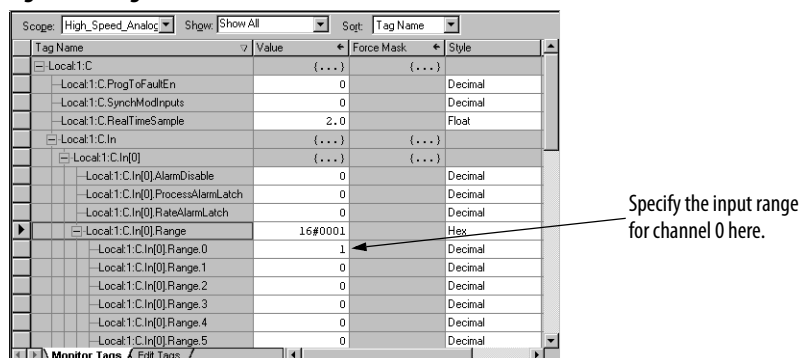 Scope: High_Speed_Analog Show: Show All Sort: Tag Name
Tag Name Value Force Mask Style
Local:1:C {...} {...}
Local:1:C.ProgToFaultEn 0 Decimal
Local:1:C.SynchModInputs 0 Decimal
Local:1:C.RealTimeSample 2.0 Float
Local:1:C.In {...} {...}
Local:1:C.In[0] {...} {...}
Local:1:C.In[0].AlarmDisable 0 Decimal
Local:1:C.In[0].ProcessAlarmLatch 0 Decimal
Local:1:C.In[0].RateAlarmLatch 0 Decimal
Local:1:C.In[0].Range 16#0001 Hex
Local:1:C.In[0].Range.0 1 Decimal
Local:1:C.In[0].Range.1 0 Decimal
Local:1:C.In[0].Range.2 0 Decimal
Local:1:C.In[0].Range.3 0 Decimal
Local:1:C.In[0].Range.4 0 Decimal
Local:1:C.In[0].Range.5 0 Decimal
Monitor Tags Edit Tags
Specify the input range
for channel 0 here.